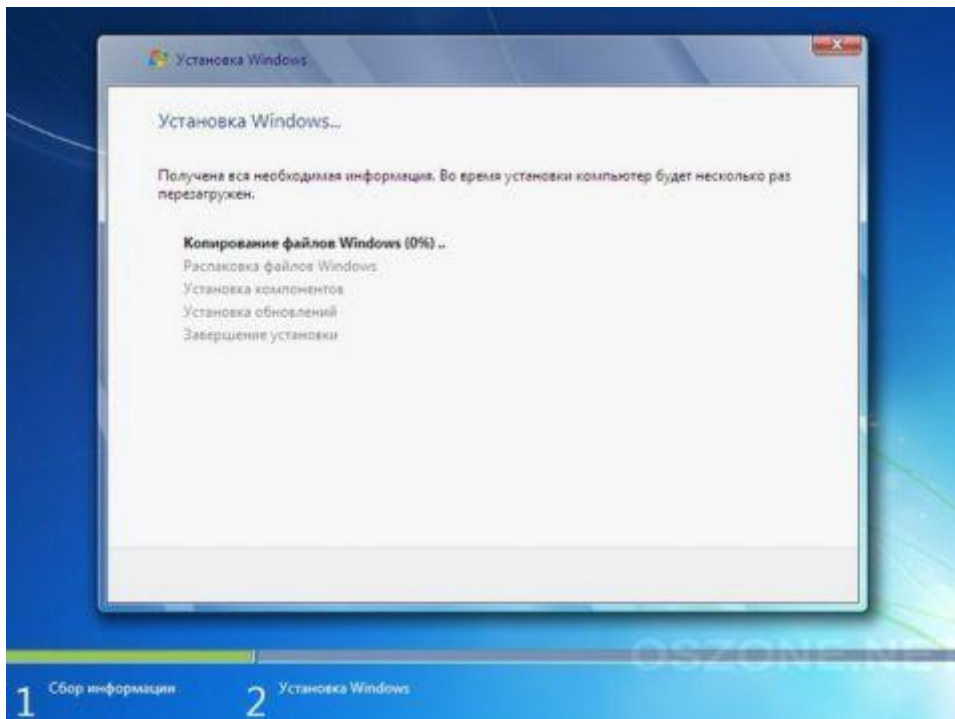 Установка Windows
Установка Windows...
Получена вся необходимая информация. Во время установки компьютер будет несколько раз
перезагружен.
Копирование файлов Windows (0%) ..
Распаковка файлов Windows
Установка компонентов
Установка обновлений
Завершение установки
OSZONE.NE
1 Сбор информации
2 Установка Windows